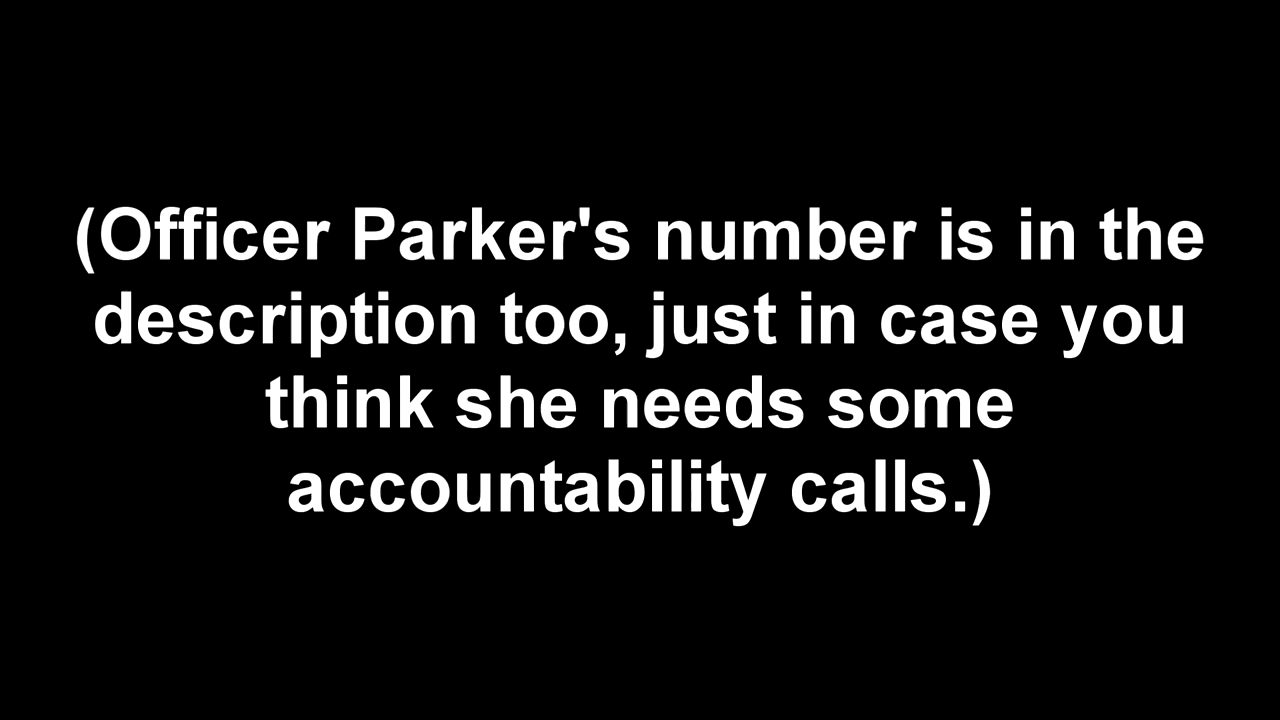 (Officer Parker's number is in the
description too, just in case you
think she needs some
accountability calls.)